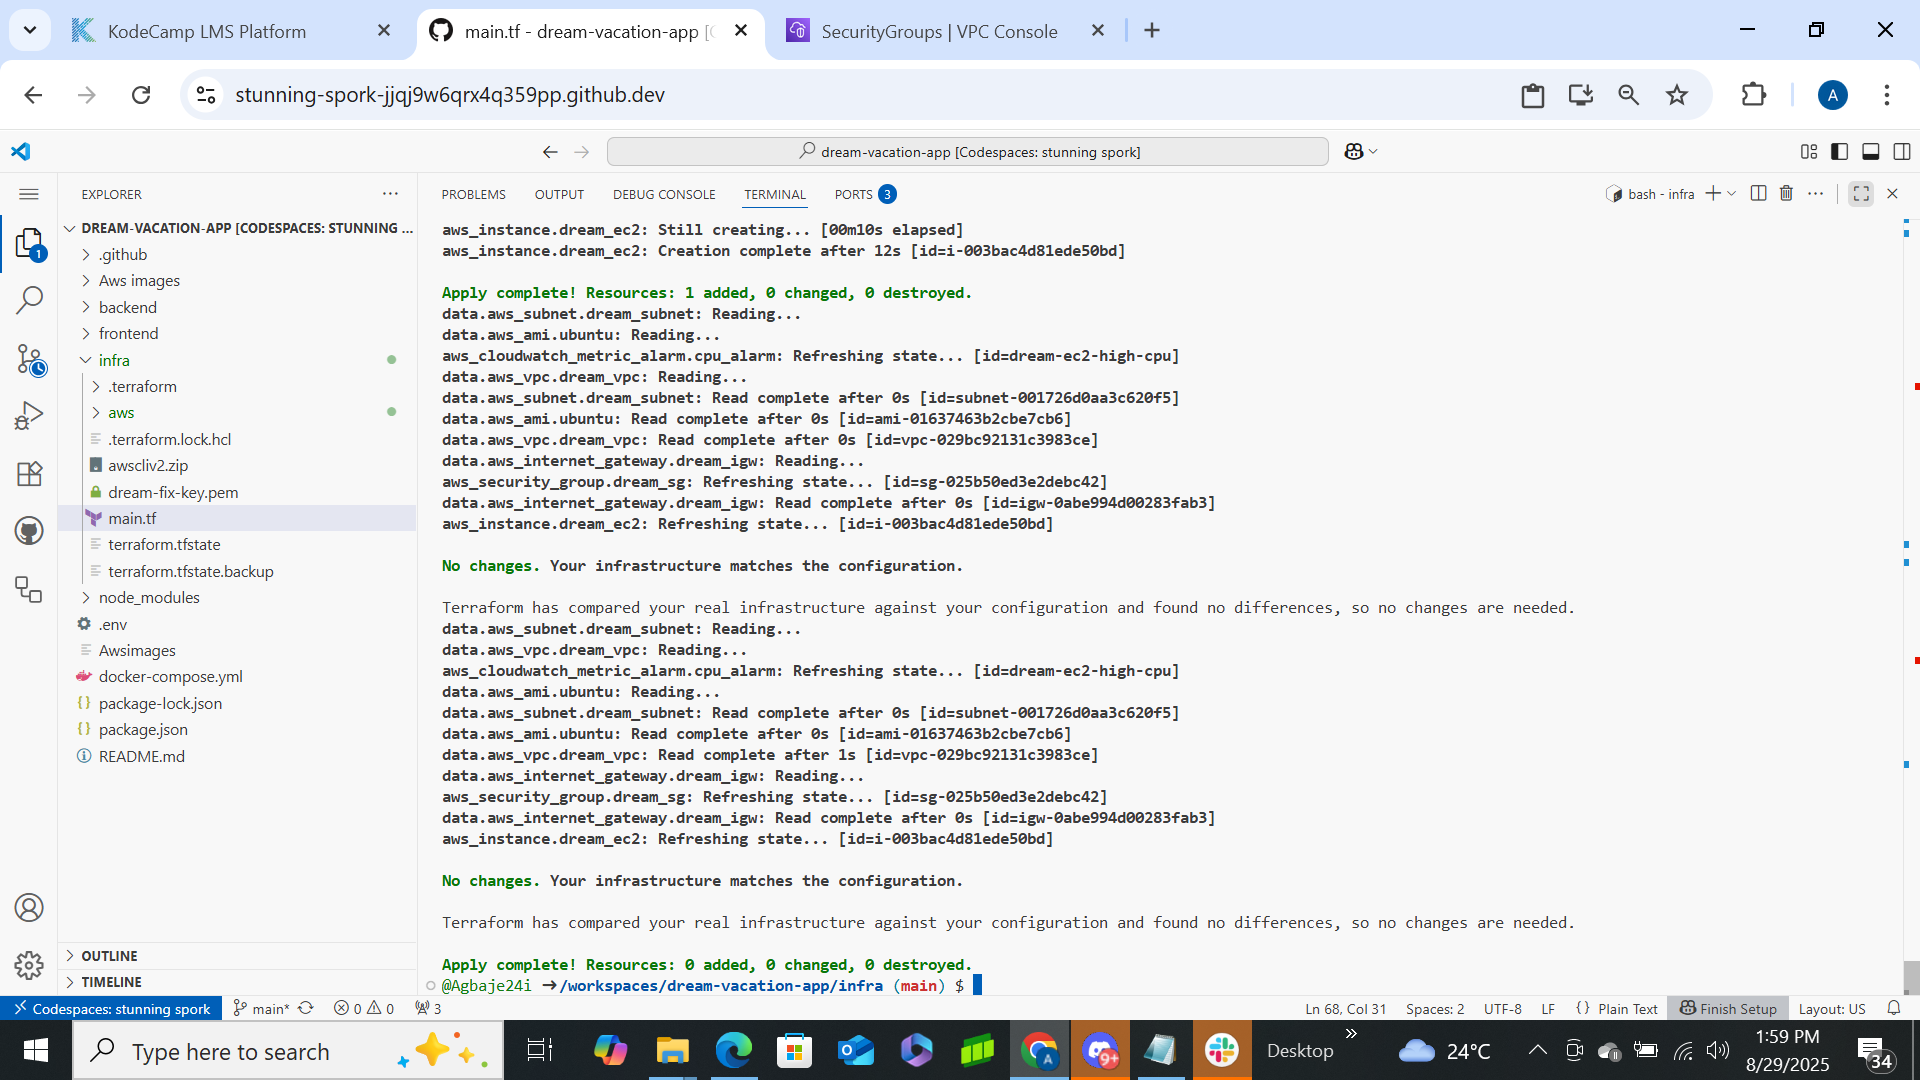 KodeCamp LMS Platform
main.tf - dream-vacation-app [C
SecurityGroups | VPC Console
stunning-spork-jjqj9w6qrx4q359pp.github.dev
A
dream-vacation-app [Codespaces: stunning spork]
EXPLORER
PROBLEMS OUTPUT DEBUG CONSOLE TERMINAL PORTS 3
bash - infra
DREAM-VACATION-APP [CODESPACES: STUNNING ...
.github
Aws images
backend
frontend
infra
.terraform
aws
.terraform.lock.hcl
awscliv2.zip
dream-fix-key.pem
main.tf
terraform.tfstate
terraform.tfstate.backup
node_modules
.env
Awsimages
docker-compose.yml
package-lock.json
package.json
README.md
OUTLINE
TIMELINE
1
aws_instance.dream_ec2: Still creating... [00m10s elapsed]
aws_instance.dream_ec2: Creation complete after 12s [id=i-003bac4d81ede50bd]
Apply complete! Resources: 1 added, 0 changed, 0 destroyed.
data.aws_subnet.dream_subnet: Reading...
data.aws_ami.ubuntu: Reading...
aws_cloudwatch_metric_alarm.cpu_alarm: Refreshing state... [id=dream-ec2-high-cpu]
data.aws_vpc.dream_vpc: Reading...
data.aws_subnet.dream_subnet: Read complete after 0s [id=subnet-001726d0aa3c620f5]
data.aws_ami.ubuntu: Read complete after 0s [id=ami-01637463b2cbe7cb6]
data.aws_vpc.dream_vpc: Read complete after 0s [id=vpc-029bc92131c3983ce]
data.aws_internet_gateway.dream_igw: Reading...
aws_security_group.dream_sg: Refreshing state... [id=sg-025b50ed3e2debc42]
data.aws_internet_gateway.dream_igw: Read complete after 0s [id=igw-0abe994d00283fab3]
aws_instance.dream_ec2: Refreshing state... [id=i-003bac4d81ede50bd]
No changes. Your infrastructure matches the configuration.
Terraform has compared your real infrastructure against your configuration and found no differences, so no changes are needed.
data.aws_subnet.dream_subnet: Reading...
data.aws_vpc.dream_vpc: Reading...
aws_cloudwatch_metric_alarm.cpu_alarm: Refreshing state... [id=dream-ec2-high-cpu]
data.aws_ami.ubuntu: Reading...
data.aws_subnet.dream_subnet: Read complete after 0s [id=subnet-001726d0aa3c620f5]
data.aws_ami.ubuntu: Read complete after 0s [id=ami-01637463b2cbe7cb6]
data.aws_vpc.dream_vpc: Read complete after 1s [id=vpc-029bc92131c3983ce]
data.aws_internet_gateway.dream_igw: Reading...
aws_security_group.dream_sg: Refreshing state... [id=sg-025b50ed3e2debc42]
data.aws_internet_gateway.dream_igw: Read complete after 0s [id=igw-0abe994d00283fab3]
aws_instance.dream_ec2: Refreshing state... [id=i-003bac4d81ede50bd]
No changes. Your infrastructure matches the configuration.
Terraform has compared your real infrastructure against your configuration and found no differences, so no changes are needed.
Apply complete! Resources: 0 added, 0 changed, 0 destroyed.
@Agbaje24i →/workspaces/dream-vacation-app/infra (main) $
Codespaces: stunning spork main* 0 0 3
Ln 68, Col 31 Spaces: 2 UTF-8 LF {} Plain Text Finish Setup Layout: US
Type here to search
A
9+
Desktop
24°C
1:59 PM
8/29/2025
34